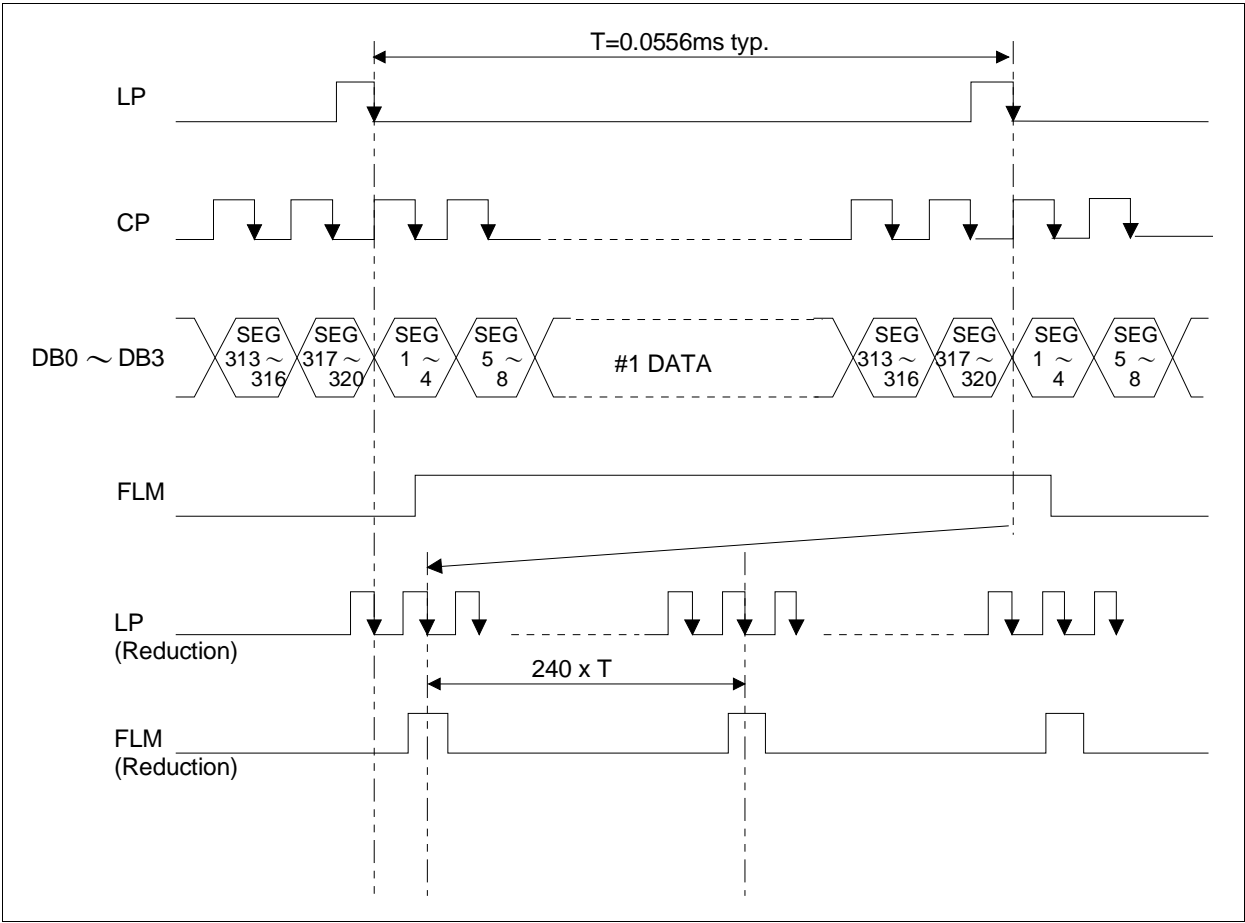 T=0.0556ms typ.
LP
CP
DB0 ～ DB3
SEG
313～
316
SEG
317～
320
SEG
1 ～
4
SEG
5 ～
8
#1 DATA
SEG
313～
316
SEG
317～
320
SEG
1 ～
4
SEG
5 ～
8
FLM
LP
(Reduction)
240 x T
FLM
(Reduction)